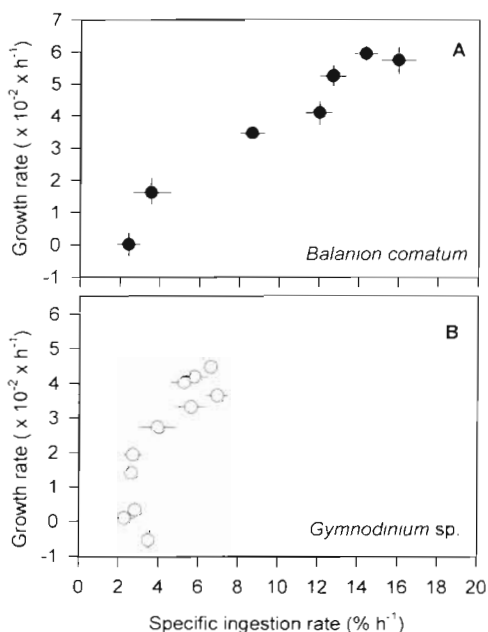 A
Growth rate ( x 10⁻² x h⁻¹)
7
6
5
4
3
2
1
0
-1
Balanion comatum
B
Growth rate ( x 10⁻² x h⁻¹)
6
5
4
3
2
1
0
-1
Gymnodinium sp.
0 2 4 6 8 10 12 14 16 18 20
Specific ingestion rate (% h⁻¹)